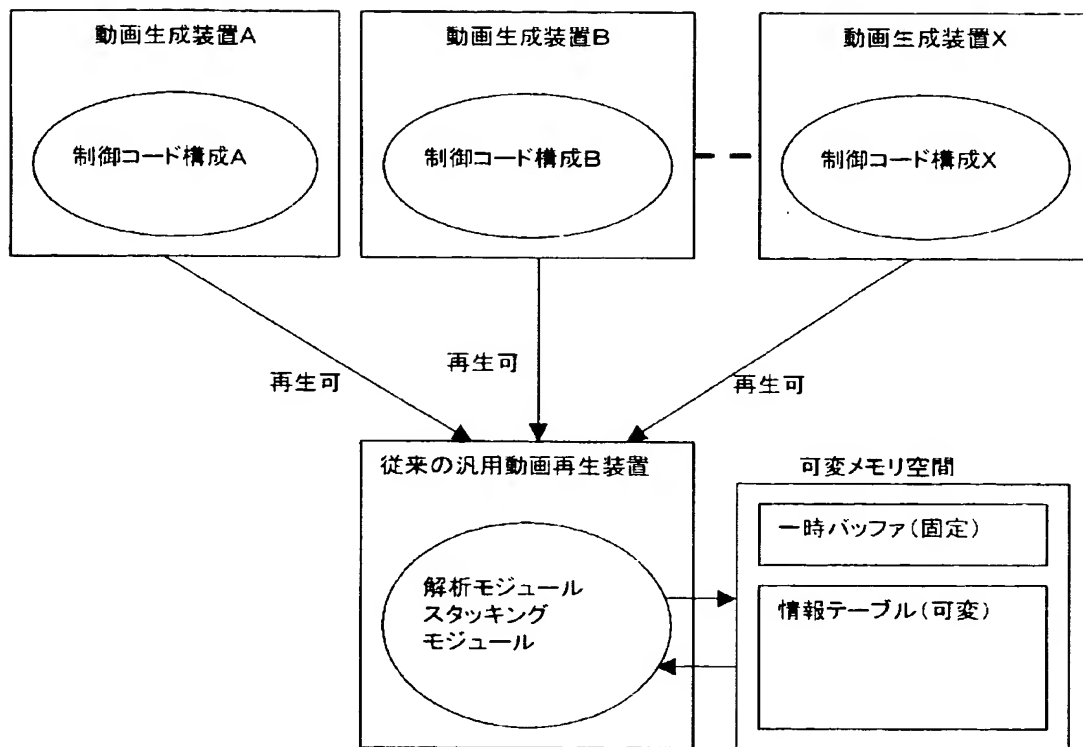 動画生成装置A
動画生成装置B
動画生成装置X
制御コード構成A
制御コード構成B
制御コード構成X
再生可
再生可
再生可
従来の汎用動画再生装置
可変メモリ空間
一時バッファ(固定)
解析モジュール
スタッキング
モジュール
情報テーブル(可変)